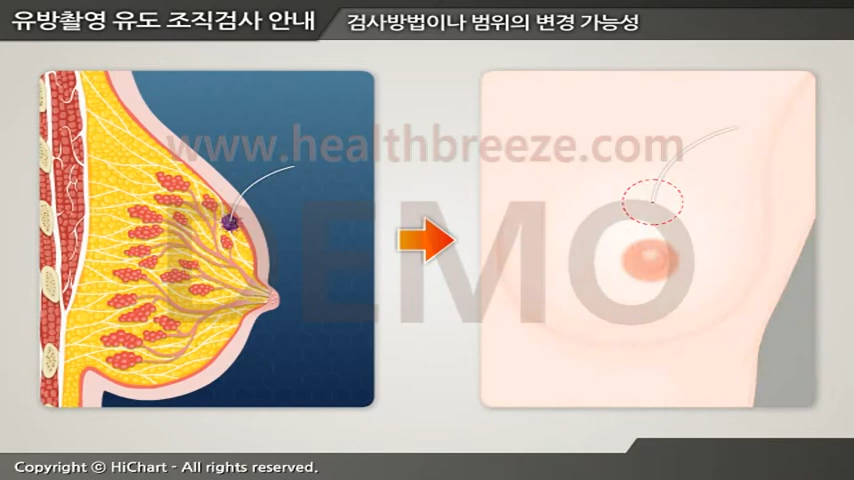 유방촬영 유도 조직검사 안내
검사방법이나 범위의 변경 가능성
www.healthbreeze.com
DEMO
Copyright ⓒ HiChart - All rights reserved.